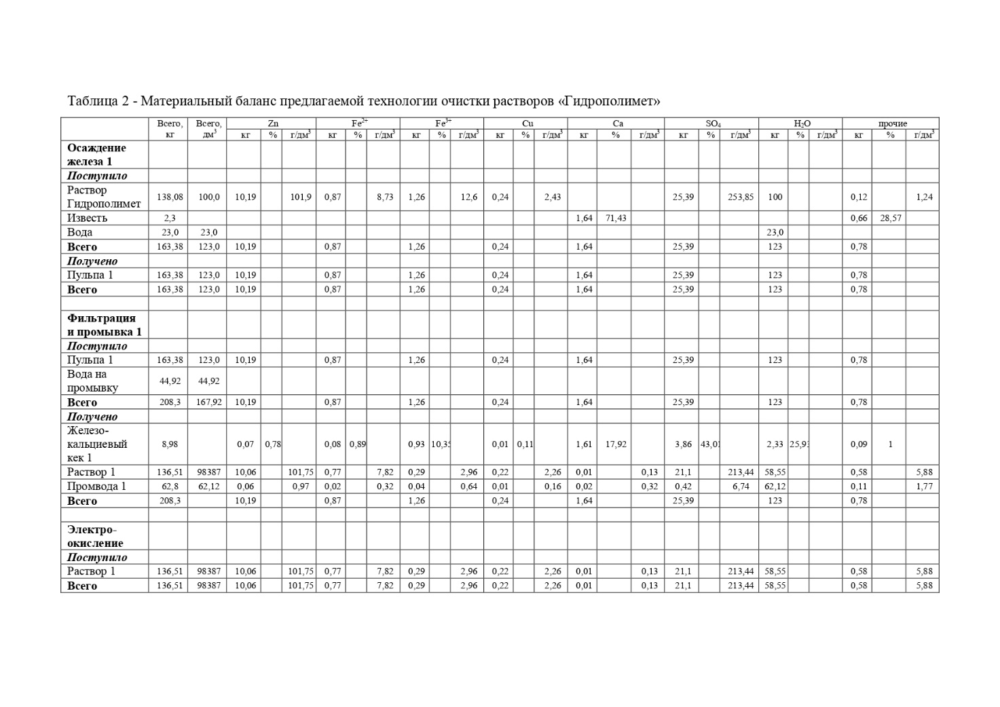 Таблица 2 - Материальный баланс предлагаемой технологии очистки растворов «Гидрополимет»
Всего, Всего, Zn Fe2+ Fe3+ Cu Ca SO4 H2O прочие
кг дм3 кг % г/дм3 кг % г/дм3 кг % г/дм3 кг % г/дм3 кг % г/дм3 кг % г/дм3 кг % г/дм3 кг % г/дм3
Осаждение
железа 1
Поступило
Раствор
Гидрополимет 138,08 100,0 10,19 101,9 0,87 8,73 1,26 12,6 0,24 2,43 25,39 253,85 100 0,12 1,24
Известь 2,3 1,64 71,43 0,66 28,57
Вода 23,0 23,0 23,0
Всего 163,38 123,0 10,19 0,87 1,26 0,24 1,64 25,39 123 0,78
Получено
Пульпа 1 163,38 123,0 10,19 0,87 1,26 0,24 1,64 25,39 123 0,78
Всего 163,38 123,0 10,19 0,87 1,26 0,24 1,64 25,39 123 0,78
Фильтрация
и промывка 1
Поступило
Пульпа 1 163,38 123,0 10,19 0,87 1,26 0,24 1,64 25,39 123 0,78
Вода на
промывку 44,92 44,92
Всего 208,3 167,92 10,19 0,87 1,26 0,24 1,64 25,39 123 0,78
Получено
Железо-
кальциевый 8,98 0,07 0,78 0,08 0,89 0,93 10,35 0,01 0,11 1,61 17,92 3,86 43,01 2,33 25,93 0,09 1
кек 1
Раствор 1 136,51 98387 10,06 101,75 0,77 7,82 0,29 2,96 0,22 2,26 0,01 0,13 21,1 213,44 58,55 0,58 5,88
Промвода 1 62,8 62,12 0,06 0,97 0,02 0,32 0,04 0,64 0,01 0,16 0,02 0,32 0,42 6,74 62,12 0,11 1,77
Всего 208,3 10,19 0,87 1,26 0,24 1,64 25,39 123 0,78
Электро-
окисление
Поступило
Раствор 1 136,51 98387 10,06 101,75 0,77 7,82 0,29 2,96 0,22 2,26 0,01 0,13 21,1 213,44 58,55 0,58 5,88
Всего 136,51 98387 10,06 101,75 0,77 7,82 0,29 2,96 0,22 2,26 0,01 0,13 21,1 213,44 58,55 0,58 5,88